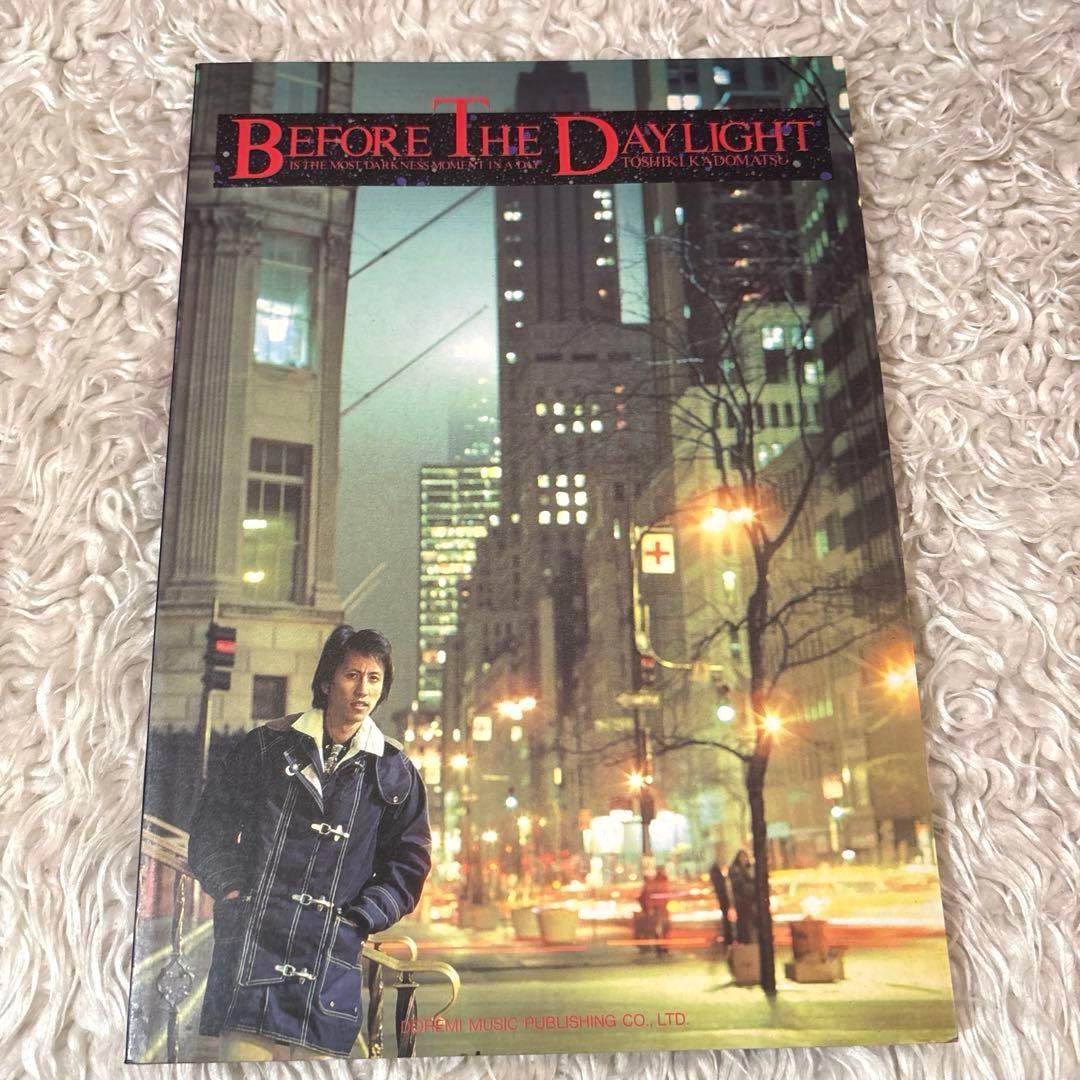 BEFORE THE DAYLIGHT
IS THE MOST DARKNESS MOMENT IN A DAY
TOSHIKI KADOMATSU
DOREMI MUSIC PUBLISHING CO., LTD.